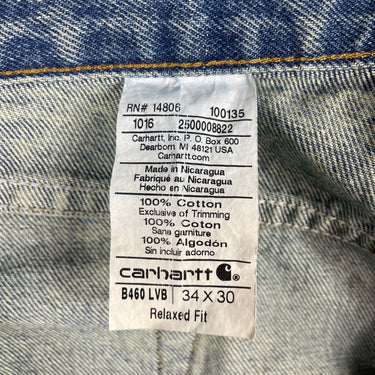 RN# 14806 100135
1016 2500008822
Carhartt, Inc. P.O. Box 600
Dearborn, MI 48121 USA
Carhartt.com
Made in Nicaragua
Fabriqué au Nicaragua
Hecho en Nicaragua
100% Cotton
Exclusive of Trimming
100% Coton
Sans garniture
100% Algodón
Sin incluir adorno
carhartt
B460 LVB 34 X 30
Relaxed Fit